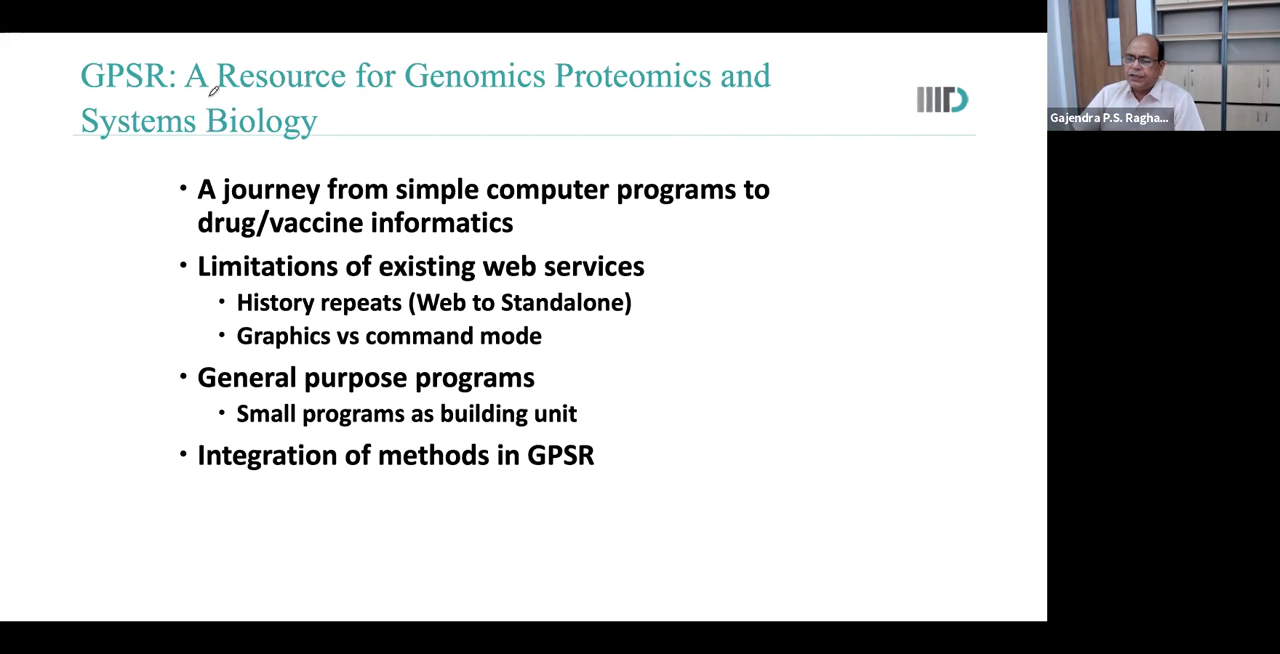 GPSR: A Resource for Genomics Proteomics and
Systems Biology
Gajendra P.S. Ragha...
• A journey from simple computer programs to
drug/vaccine informatics
• Limitations of existing web services
• History repeats (Web to Standalone)
• Graphics vs command mode
• General purpose programs
• Small programs as building unit
• Integration of methods in GPSR